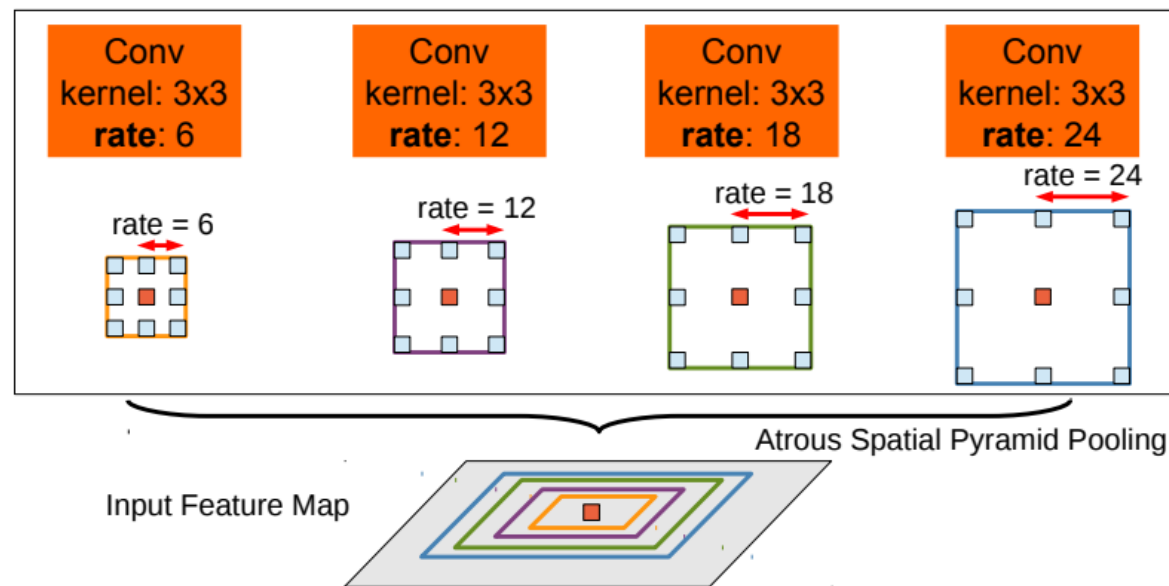 Conv
kernel: 3x3
rate: 6
Conv
kernel: 3x3
rate: 12
Conv
kernel: 3x3
rate: 18
Conv
kernel: 3x3
rate: 24
rate = 6
rate = 12
rate = 18
rate = 24
Atrous Spatial Pyramid Pooling
Input Feature Map